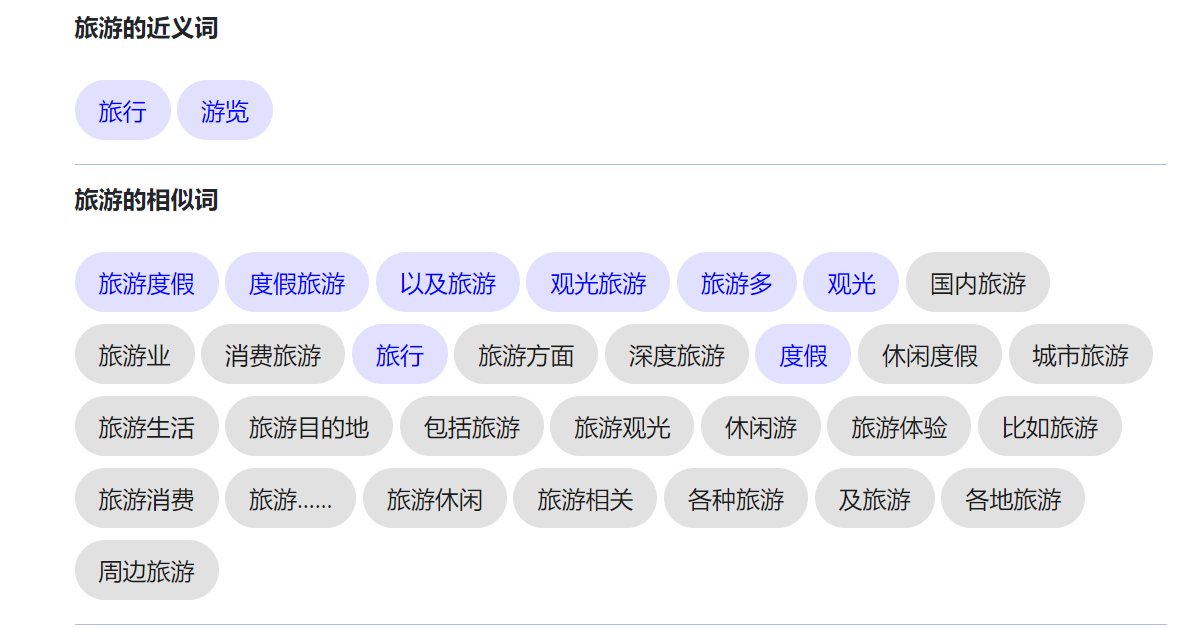 旅游的近义词
旅行 游览
旅游的相似词
旅游度假 度假旅游 以及旅游 观光旅游 旅游多 观光 国内旅游
旅游业 消费旅游 旅行 旅游方面 深度旅游 度假 休闲度假 城市旅游
旅游生活 旅游目的地 包括旅游 旅游观光 休闲游 旅游体验 比如旅游
旅游消费 旅游...... 旅游休闲 旅游相关 各种旅游 及旅游 各地旅游
周边旅游